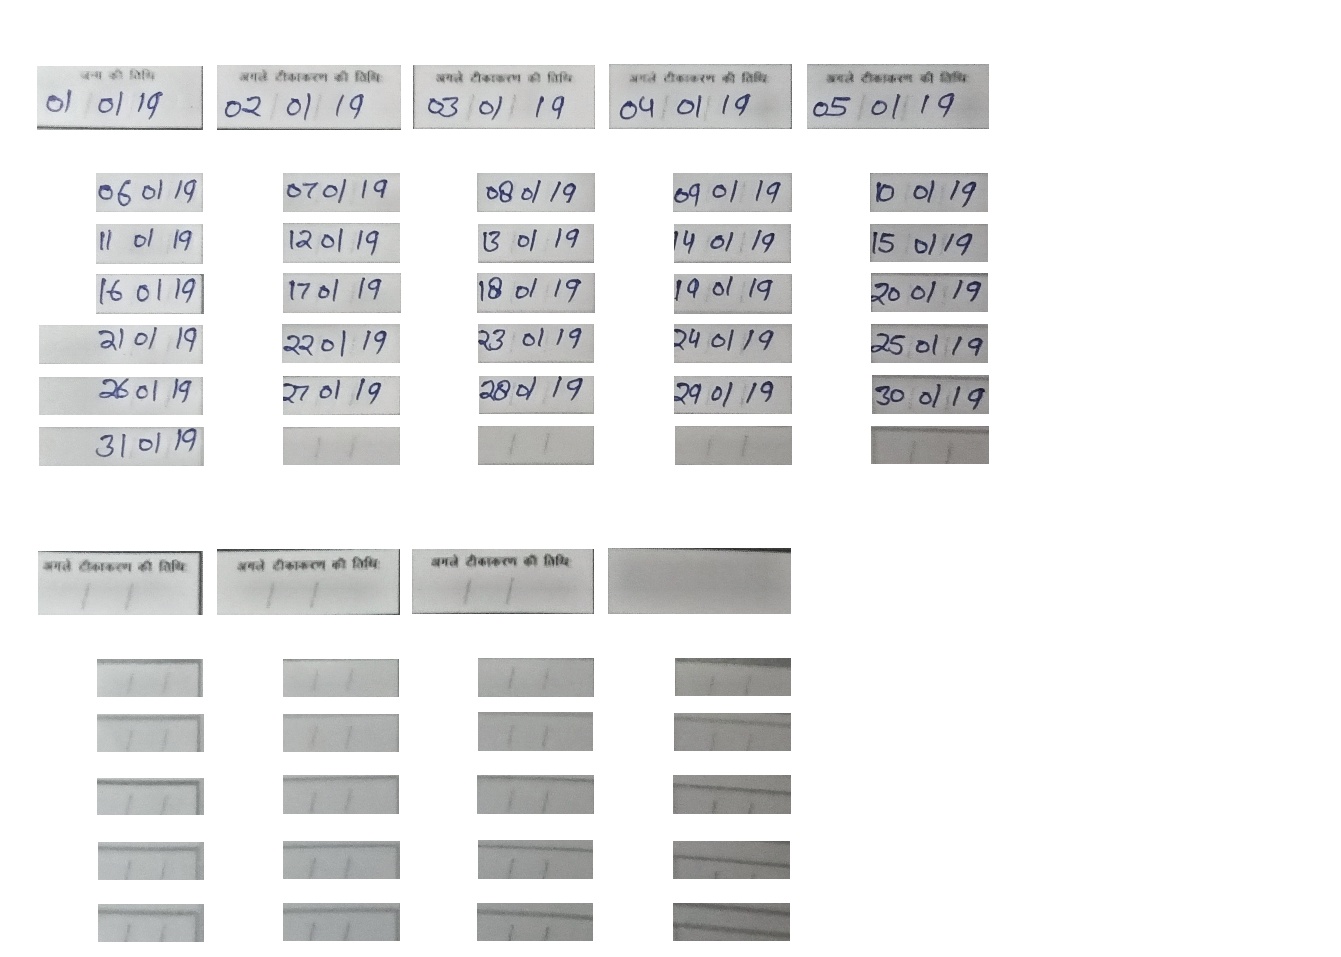 जन्म की तिथि अगले टीकाकरण की तिथि अगले टीकाकरण की तिथि अगले टीकाकरण की तिथि अगले टीकाकरण की तिथि
01/01/19 02/01/19 03/01/19 04/01/19 05/01/19
06 01/19 07 01/19 08 01/19 09 01/19 10 01/19
11 01/19 12 01/19 13 01/19 14 01/19 15 01/19
16 01/19 17 01/19 18 01/19 19 01/19 20 01/19
21 01/19 22 01/19 23 01/19 24 01/19 25 01/19
26 01/19 27 01/19 28 01/19 29 01/19 30 01/19
31 01/19 / / / / / / / /
अगले टीकाकरण की तिथि अगले टीकाकरण की तिथि अगले टीकाकरण की तिथि